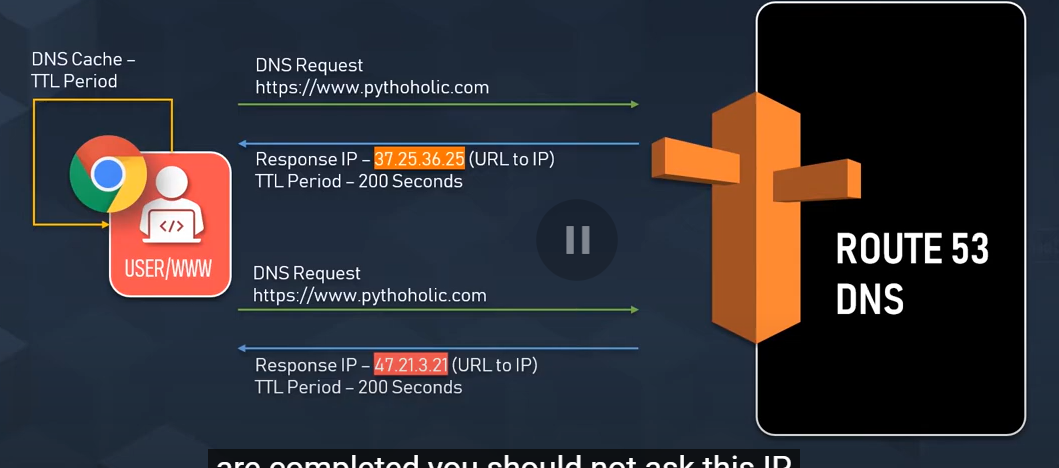 DNS Cache –
TTL Period
DNS Request
https://www.pythoholic.com
Response IP – 37.25.36.25 (URL to IP)
TTL Period – 200 Seconds
</>
USER/WWW
DNS Request
https://www.pythoholic.com
Response IP – 47.21.3.21 (URL to IP)
TTL Period – 200 Seconds
ROUTE 53
DNS
are completed you should not ask this IP